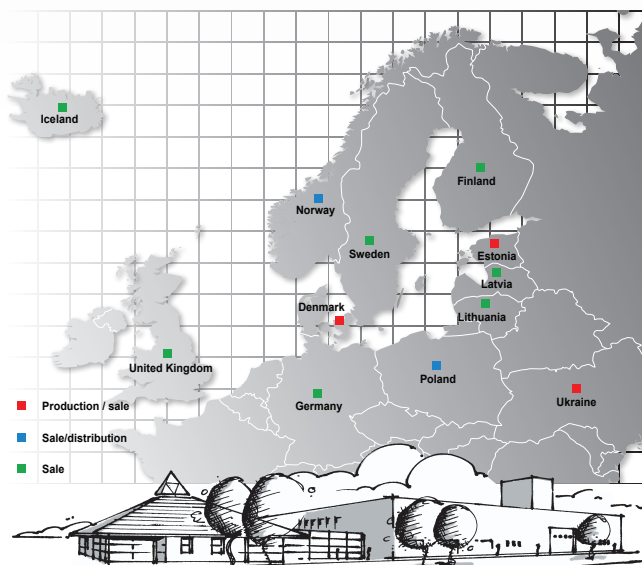 Iceland
Finland
Norway
Sweden
Estonia
Latvia
Denmark
Lithuania
United Kingdom
Poland
Germany
Ukraine
Production / sale
Sale/distribution
Sale